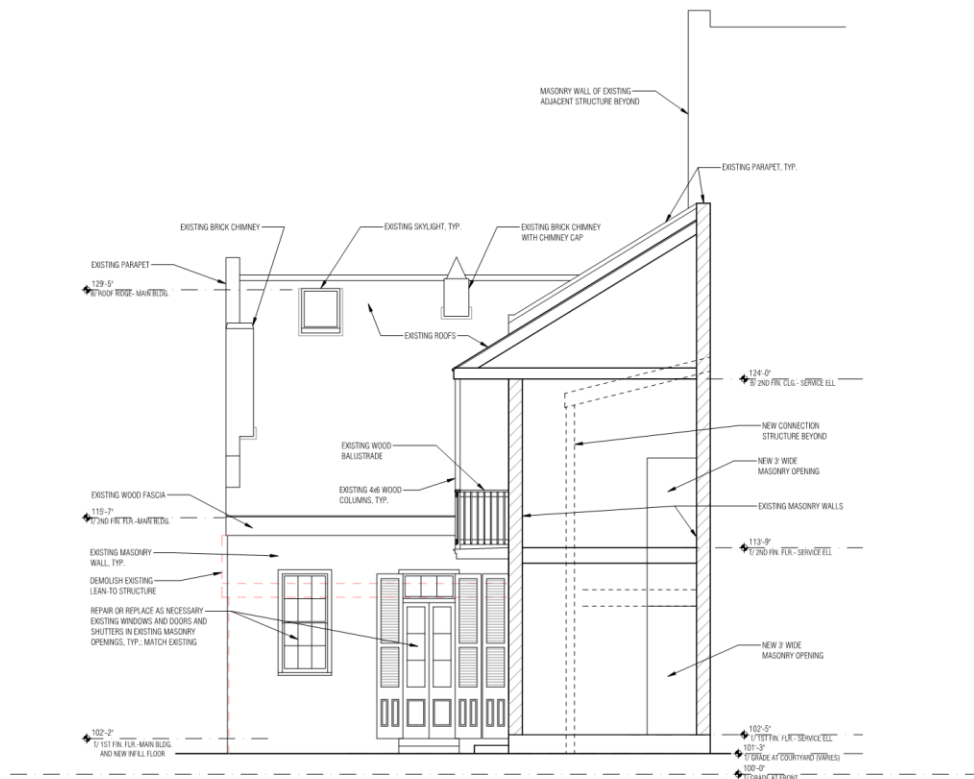 MASONRY WALL OF EXISTING
ADJACENT STRUCTURE BEYOND
EXISTING PARAPET, TYP.
EXISTING BRICK CHIMNEY
EXISTING SKYLIGHT, TYP.
EXISTING BRICK CHIMNEY
WITH CHIMNEY CAP
EXISTING PARAPET
129'-5"
B/ ROOF RIDGE- MAIN BLDG.
EXISTING ROOFS
124'-0"
B/ 2ND FIN. CLG.- SERVICE ELL
NEW CONNECTION
STRUCTURE BEYOND
EXISTING WOOD
BALUSTRADE
NEW 3' WIDE
MASONRY OPENING
EXISTING 4x6 WOOD
COLUMNS, TYP.
EXISTING WOOD FASCIA
EXISTING MASONRY WALLS
115'-7"
T/ 2ND FIN. FLR.-MAIN BLDG.
113'-9"
T/ 2ND FIN. FLR.- SERVICE ELL
EXISTING MASONRY
WALL, TYP.
DEMOLISH EXISTING
LEAN-TO STRUCTURE
REPAIR OR REPLACE AS NECESSARY
EXISTING WINDOWS AND DOORS AND
SHUTTERS IN EXISTING MASONRY
OPENINGS, TYP.; MATCH EXISTING
NEW 3' WIDE
MASONRY OPENING
102'-2"
T/ 1ST FIN. FLR.-MAIN BLDG.
AND NEW INFILL FLOOR
102'-5"
T/ 1ST FIN. FLR.- SERVICE ELL
101'-3"
T/ GRADE AT COURTYARD (VARIES)
100'-0"
T/ GRADE AT FRONT